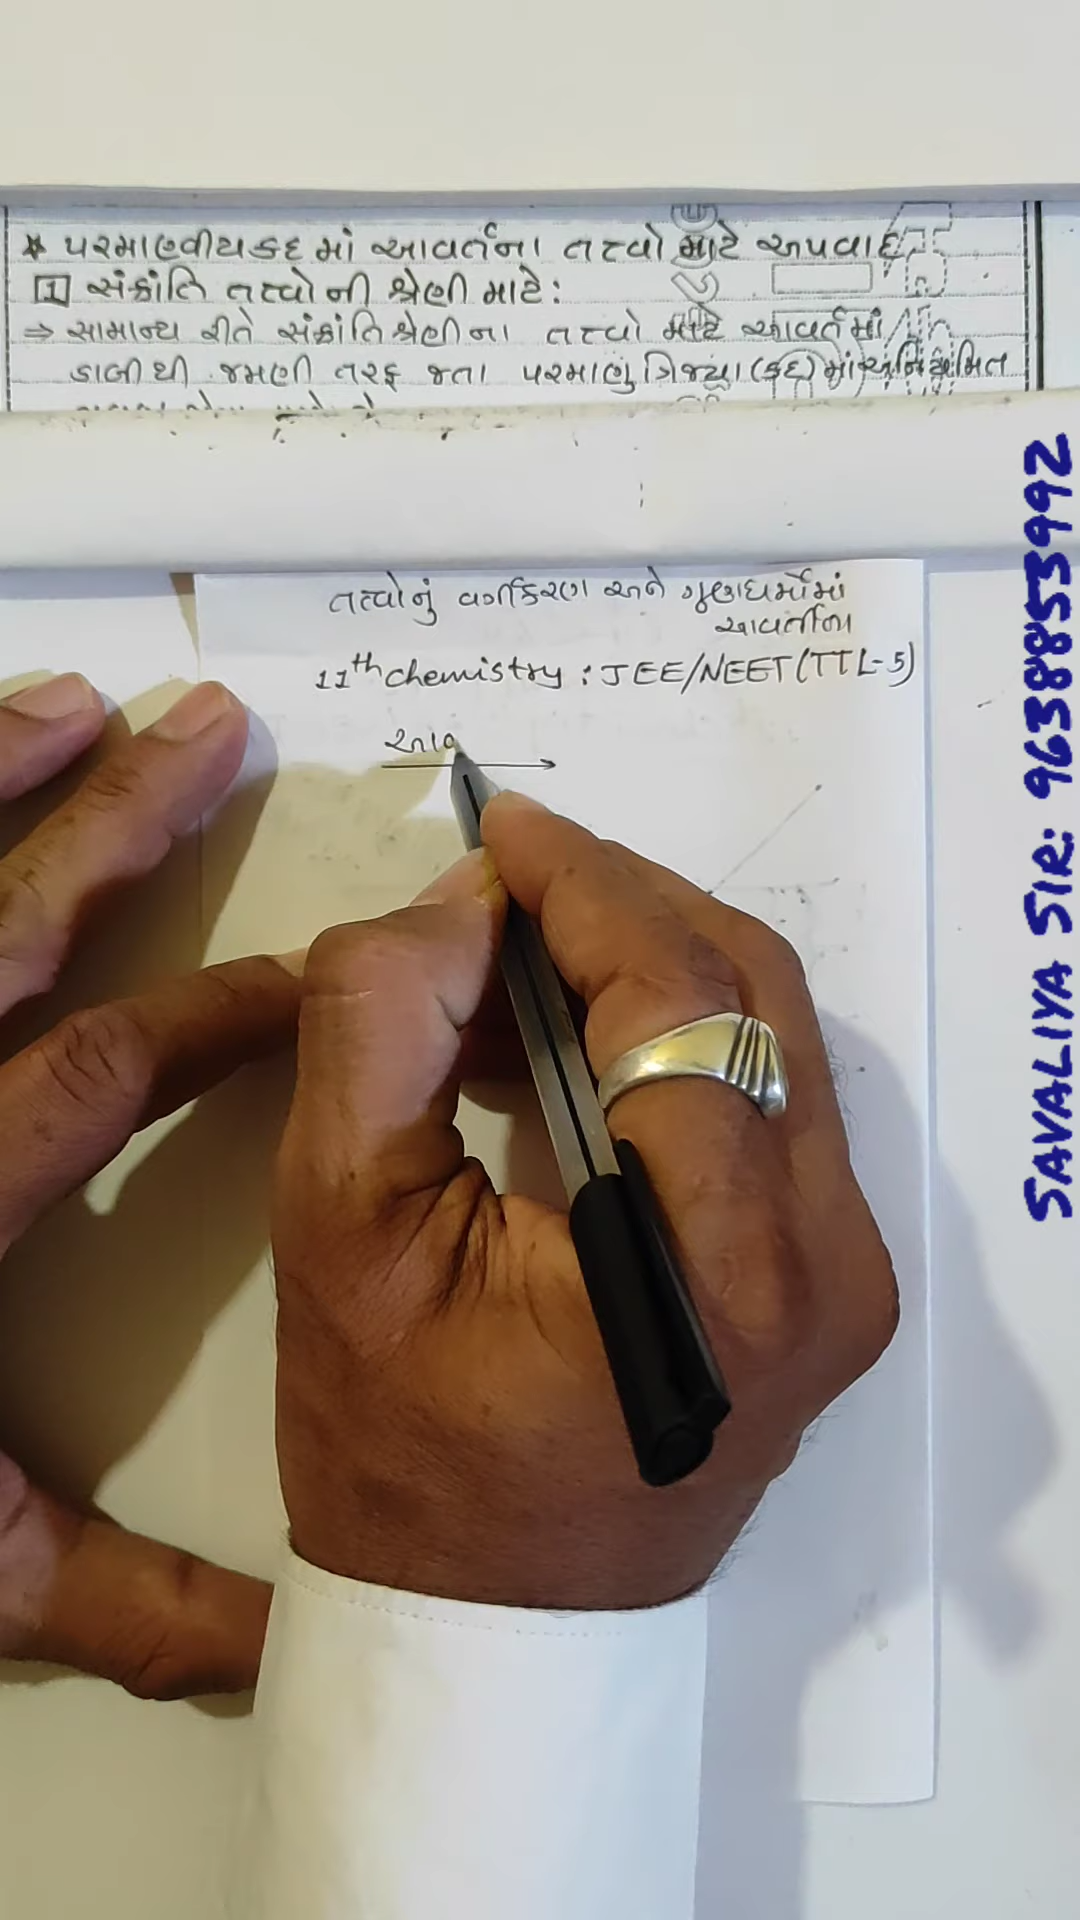 * પરમાણ્વીયકદ માં આવર્તના તત્વો માટે અપવાદ
1 સંક્રાંતિ તત્વો ની શ્રેણી માટે:
⇒ સામાન્ય રીતે સંક્રાંતિ શ્રેણીના તત્વો માટે આવર્તમાં
ડાબી થી જમણી તરફ જતા પરમાણુ ત્રિજ્યા (કદ) માં અનિયમિત
તત્વોનું વર્ગીકરણ અને ગુણધર્મોમાં
આવર્તીતા
11th chemistry : JEE/NEET (TTL-5)
SAVALIYA SIR: 9638853992